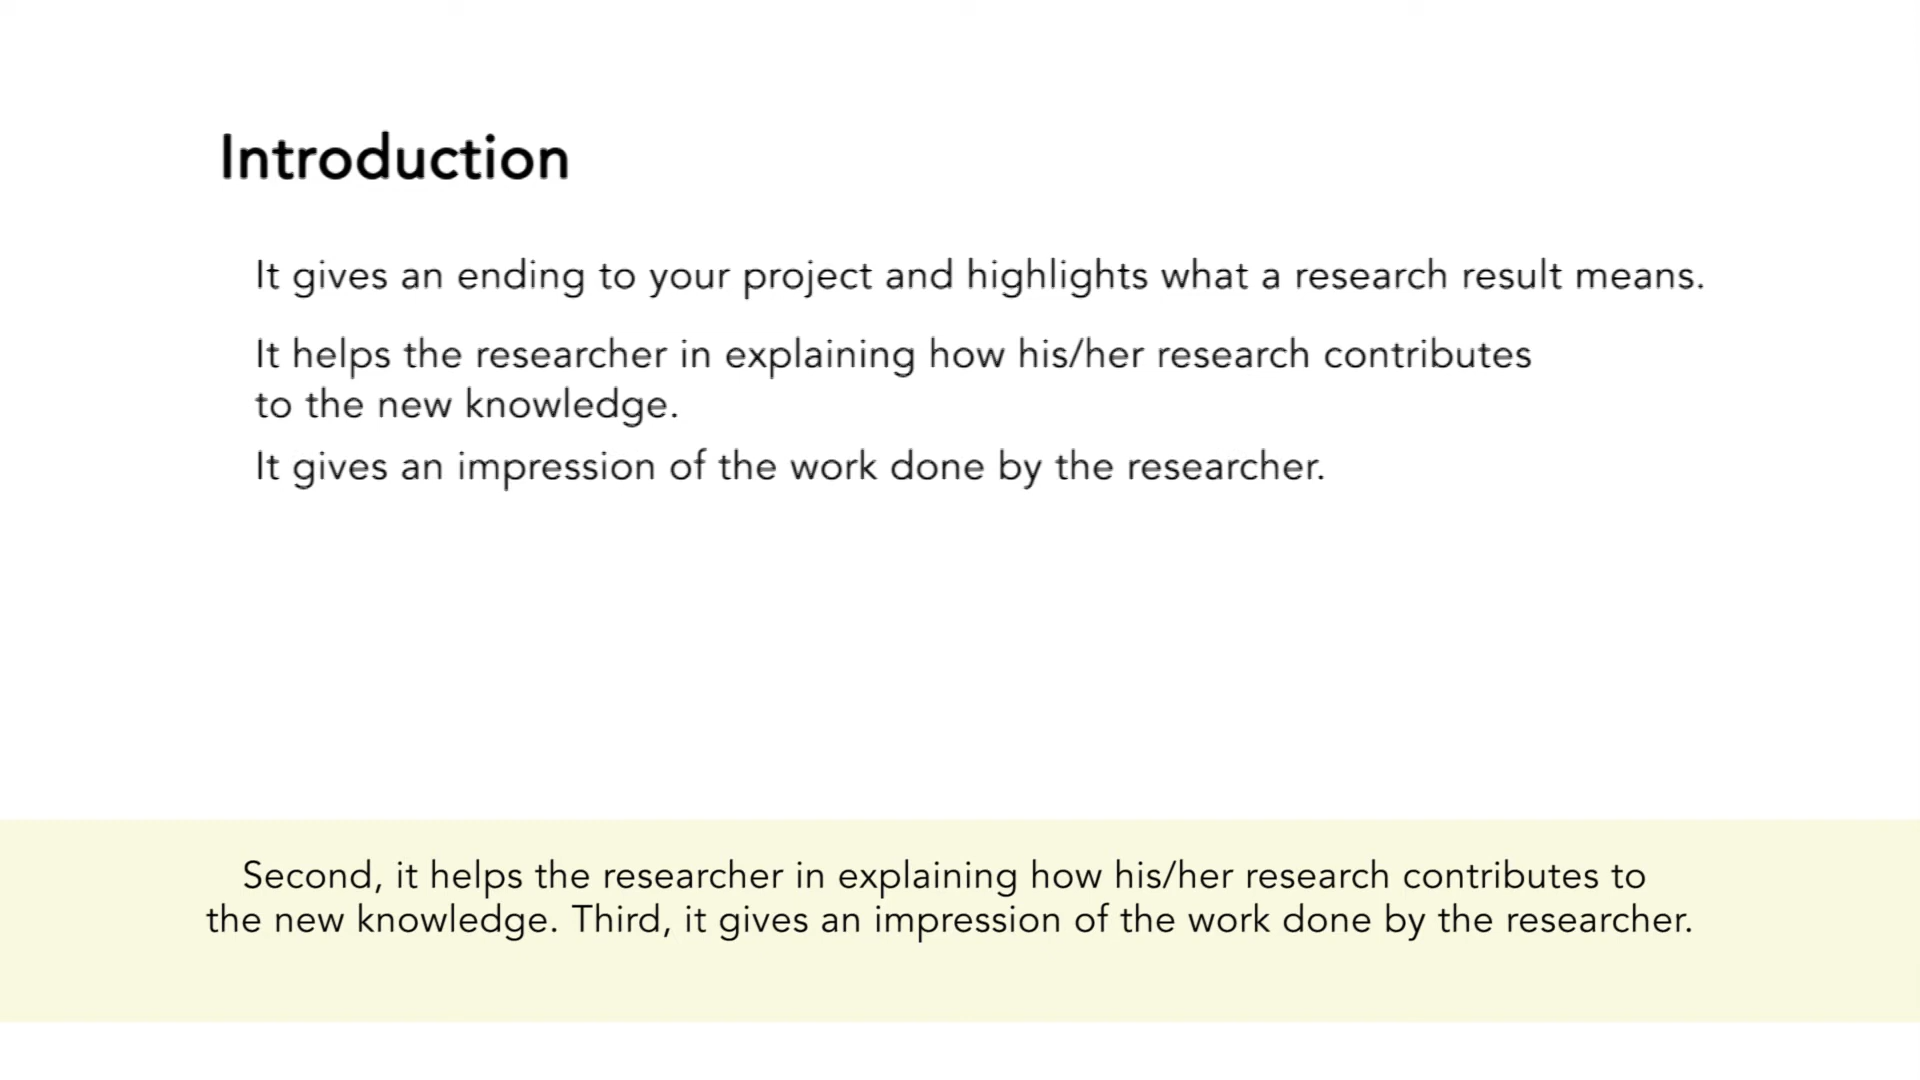 Introduction
It gives an ending to your project and highlights what a research result means.
It helps the researcher in explaining how his/her research contributes
to the new knowledge.
It gives an impression of the work done by the researcher.
Second, it helps the researcher in explaining how his/her research contributes to
the new knowledge. Third, it gives an impression of the work done by the researcher.